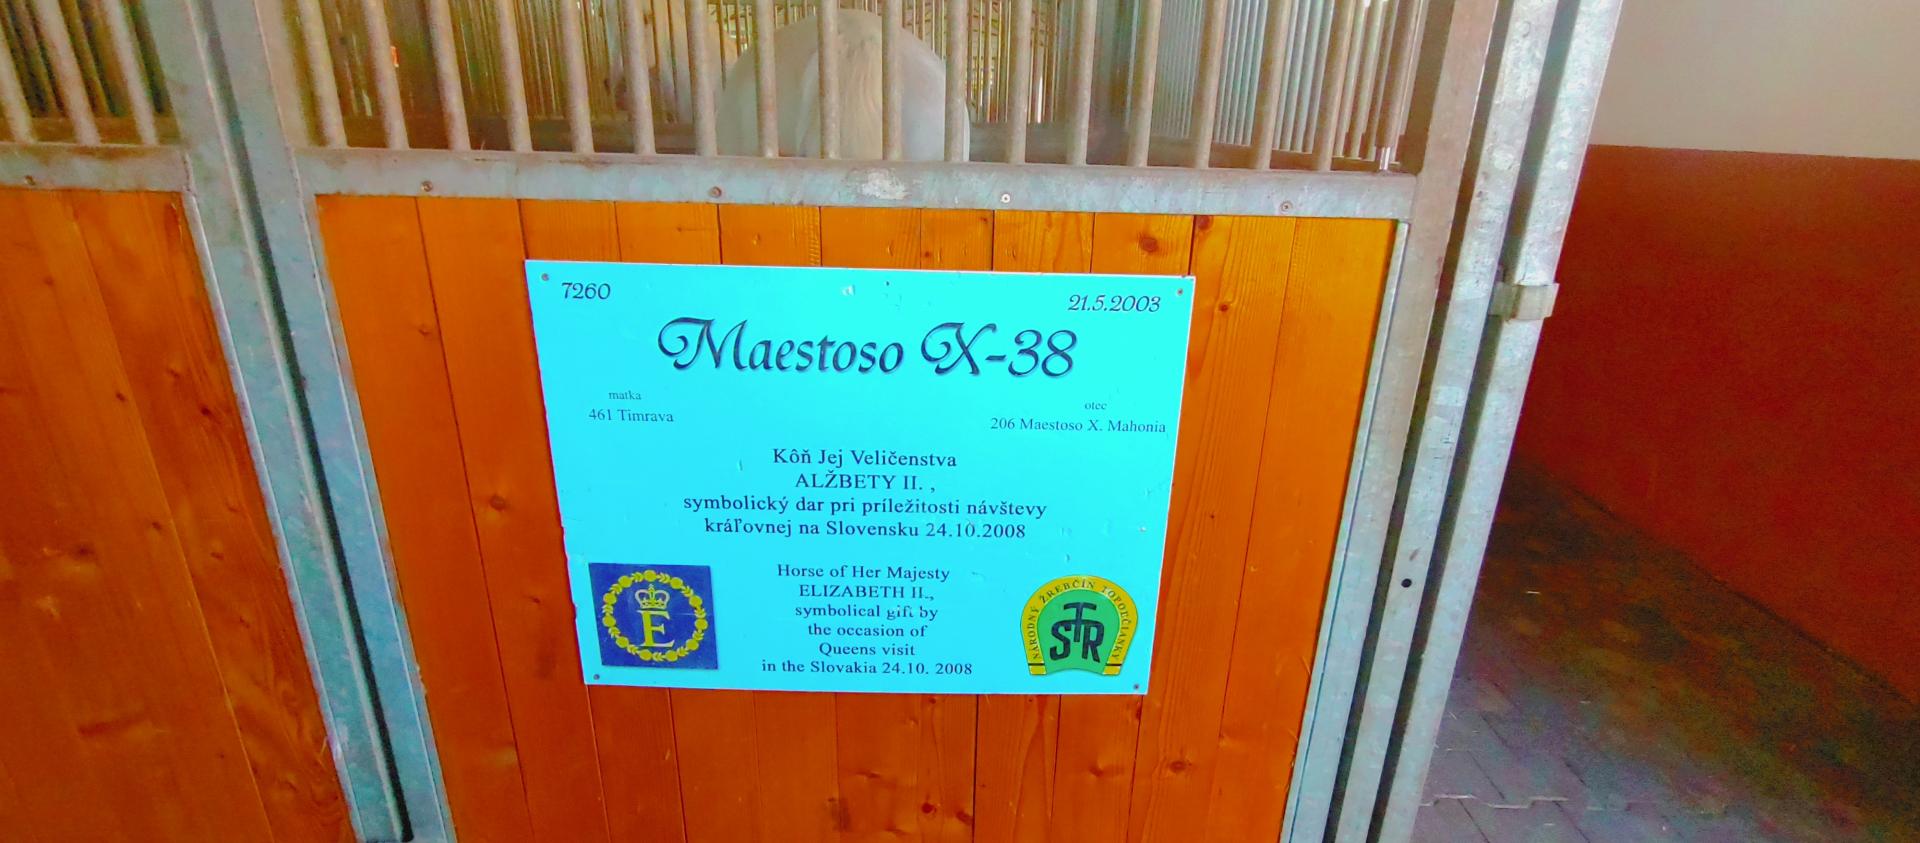 7260
21.5.2003
Maestoso X-38
matka
461 Timrava
otec
206 Maestoso X. Mahonia
Kôň Jej Veličenstva
ALŽBETY II. ,
symbolický dar pri príležitosti návštevy
kráľovnej na Slovensku 24.10.2008
Horse of Her Majesty
ELIZABETH II.,
symbolical gift by
the occasion of
Queens visit
in the Slovakia 24.10. 2008
E
NÁRODNÝ ŽREBČÍN TOPOĽČIANKY
STR